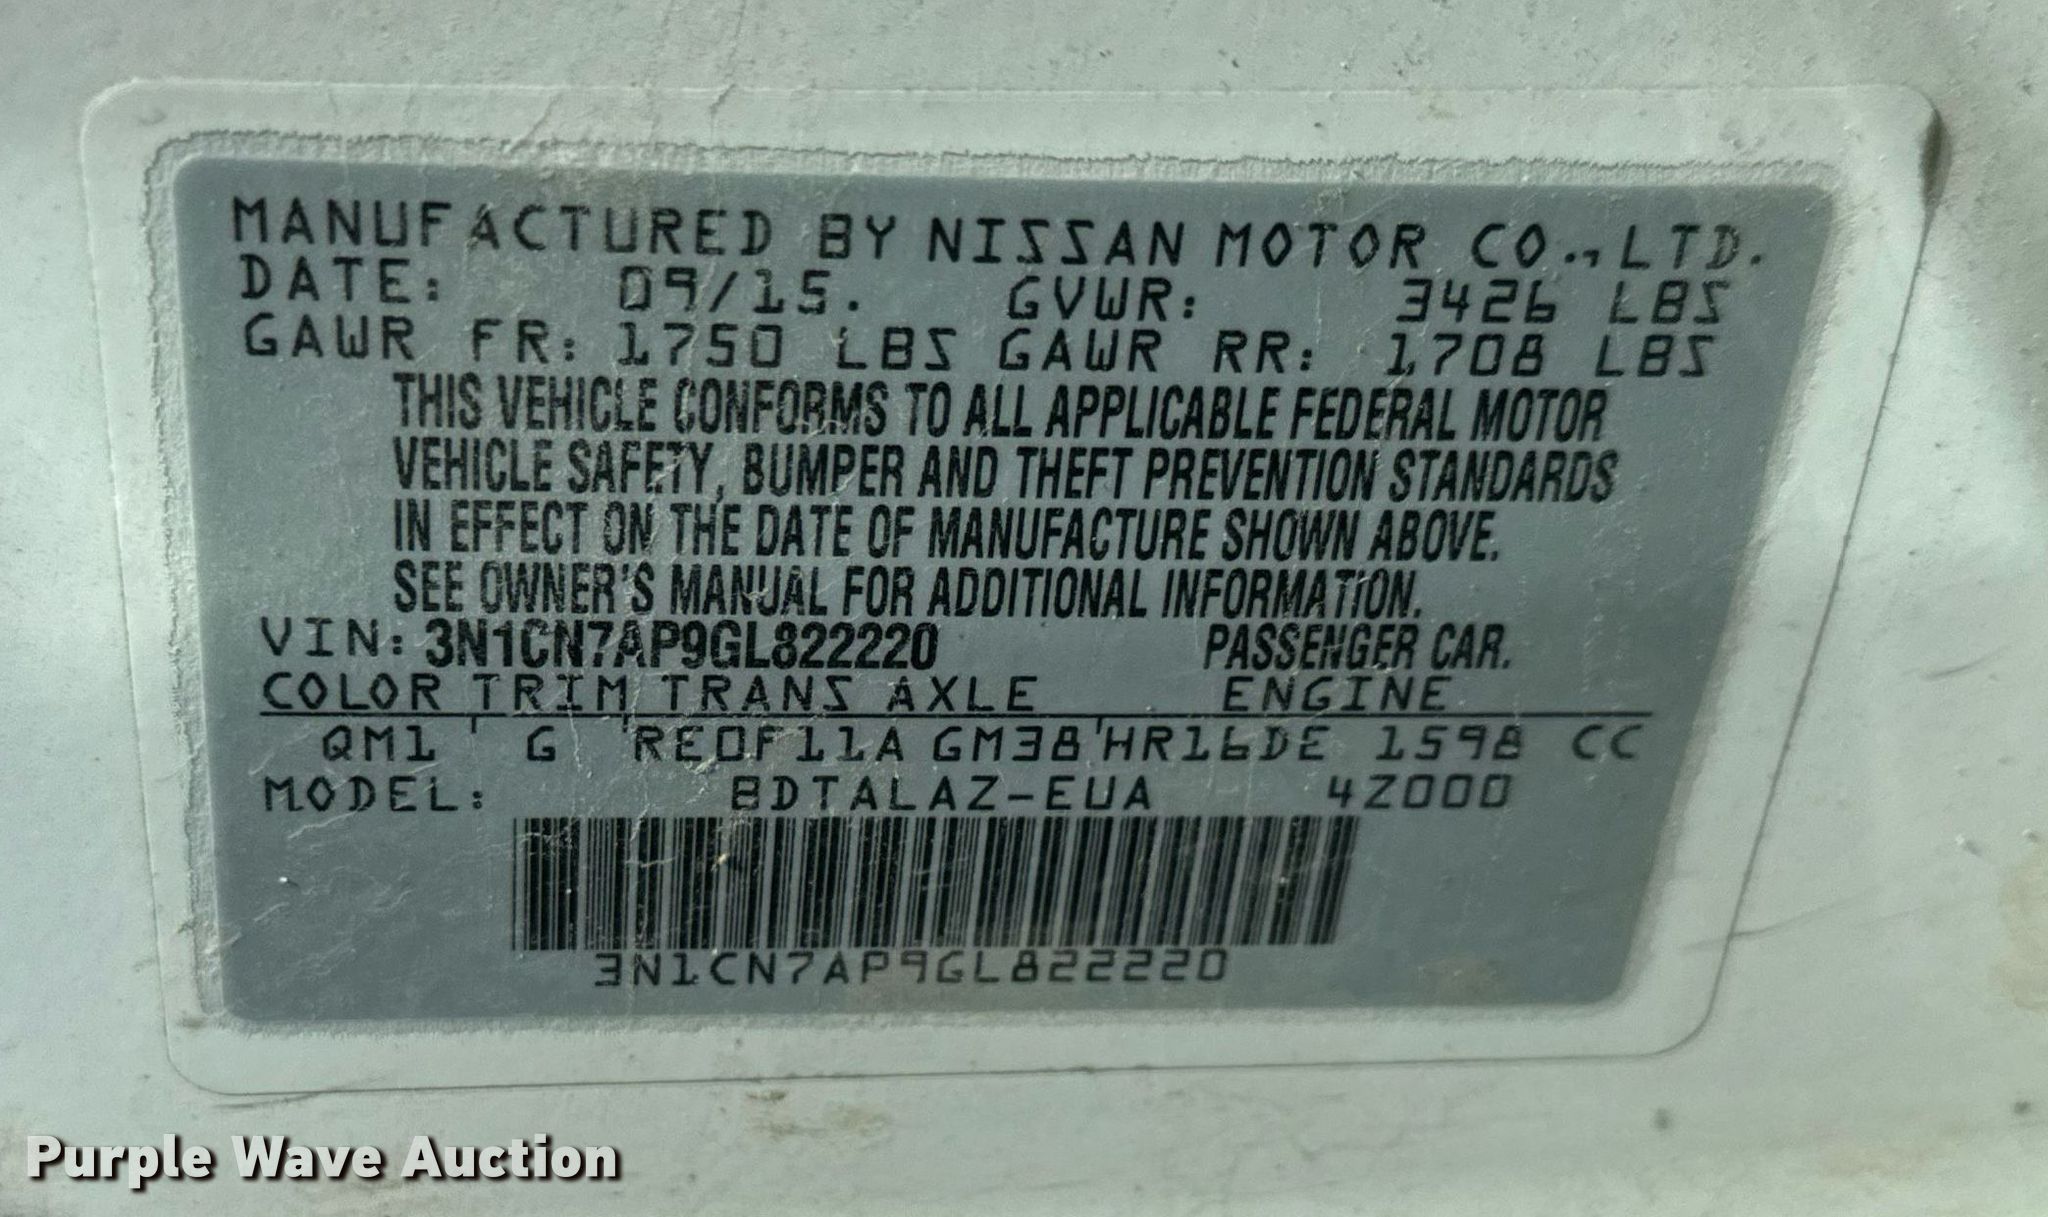 MANUFACTURED BY NISSAN MOTOR CO., LTD.
DATE: 09/15. GVWR: 3426 LBS
GAWR FR: 1750 LBS GAWR RR: 1708 LBS
THIS VEHICLE CONFORMS TO ALL APPLICABLE FEDERAL MOTOR
VEHICLE SAFETY, BUMPER AND THEFT PREVENTION STANDARDS
IN EFFECT ON THE DATE OF MANUFACTURE SHOWN ABOVE.
SEE OWNER'S MANUAL FOR ADDITIONAL INFORMATION.
VIN: 3N1CN7AP9GL822220 PASSENGER CAR.
COLOR TRIM TRANS AXLE ENGINE
QM1 G RE0F11A GM38 HR16DE 1598 CC
MODEL: BDTALAZ-EUA 4Z000
3N1CN7AP9GL822220
Purple Wave Auction